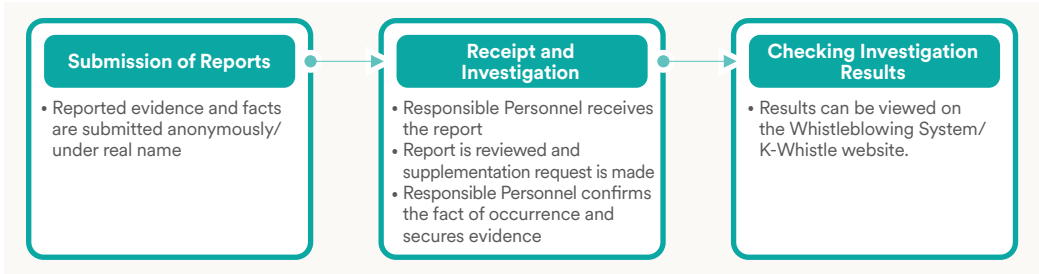 Submission of Reports
• Reported evidence and facts
are submitted anonymously/
under real name
Receipt and
Investigation
• Responsible Personnel receives
the report
• Report is reviewed and
supplementation request is made
• Responsible Personnel confirms
the fact of occurrence and
secures evidence
Checking Investigation
Results
• Results can be viewed on
the Whistleblowing System/
K-Whistle website.